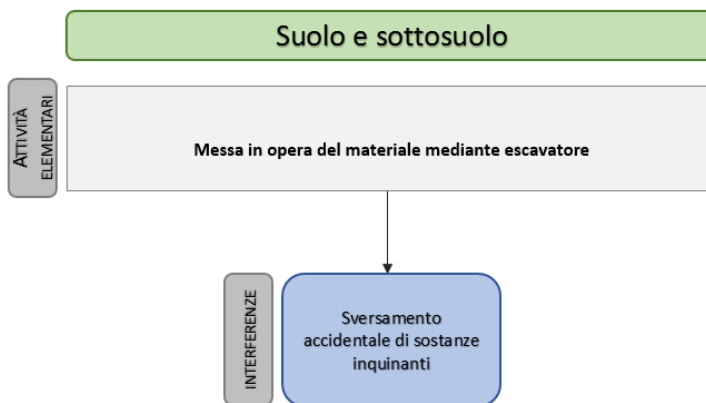 Suolo e sottosuolo
ATTIVITÀ
ELEMENTARI
Messa in opera del materiale mediante escavatore
INTERFERENZE
Sversamento
accidentale di sostanze
inquinanti